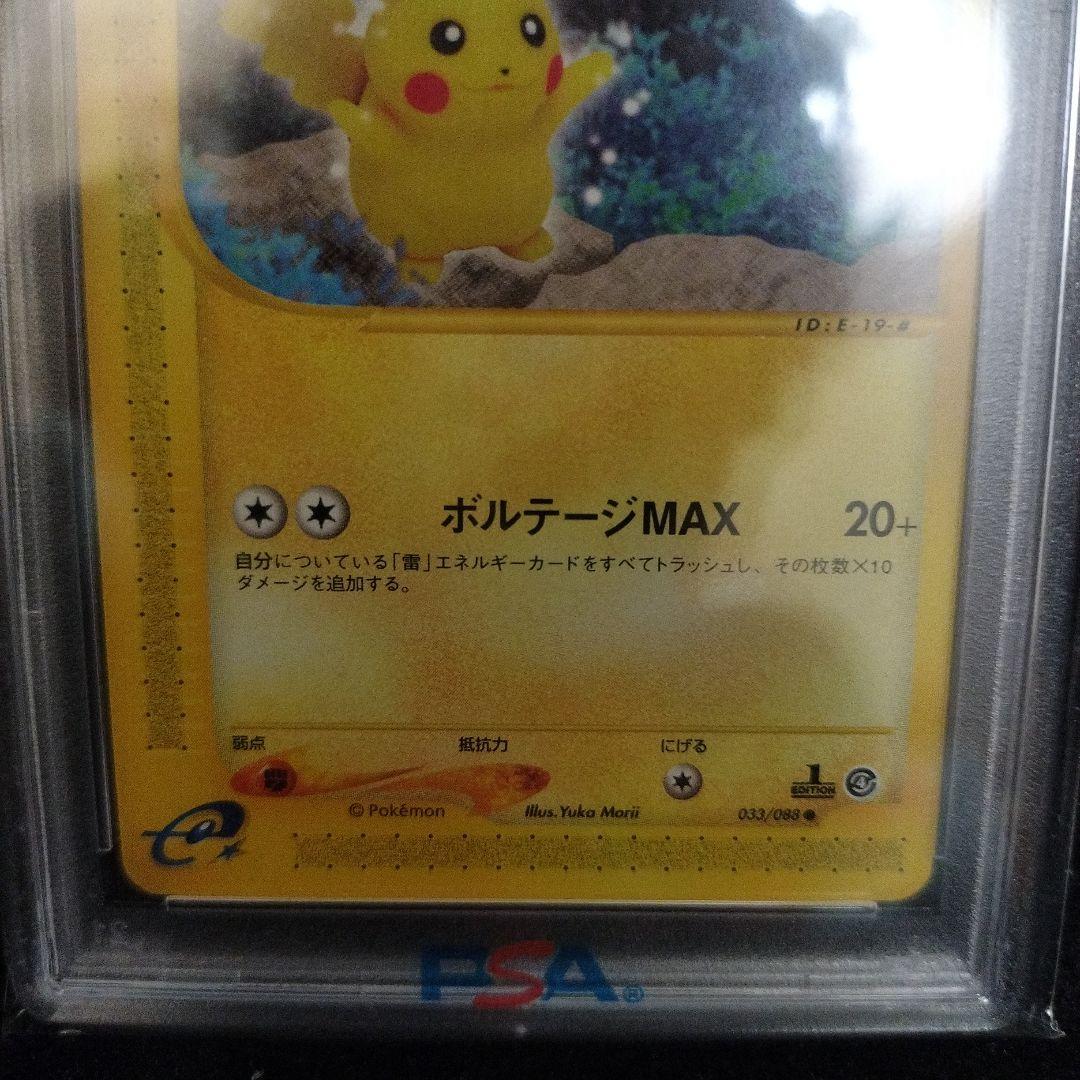 ID:E-19-#
ボルテージMAX 20+
自分についている「雷」エネルギーカードをすべてトラッシュし、その枚数×10
ダメージを追加する。
弱点 抵抗力 にげる
1
EDITION
© Pokémon Illus.Yuka Morii 033/088 ●
e
PSA®